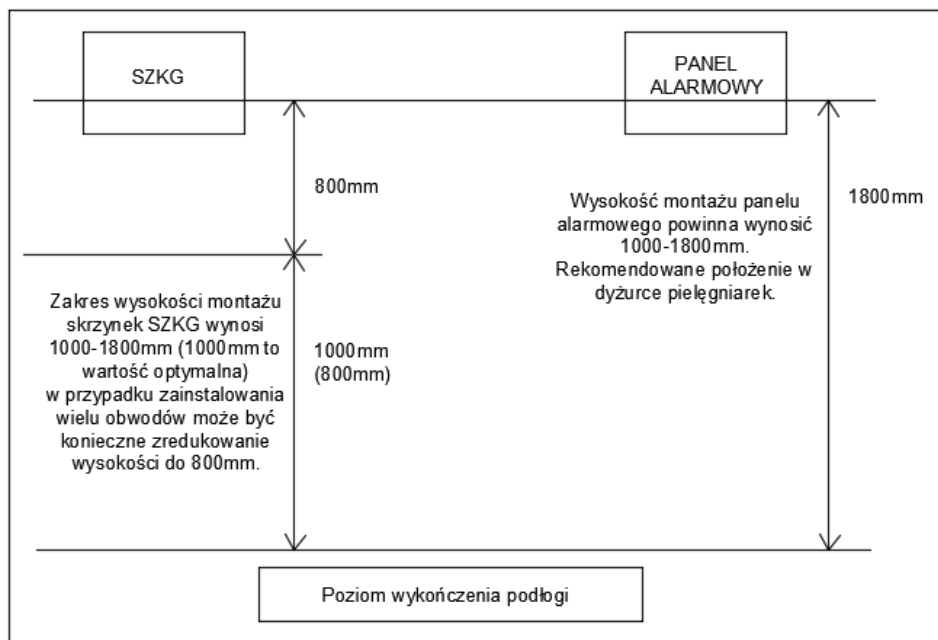 SZKG
PANEL
ALARMOWY
800mm
Wysokość montażu panelu
alarmowego powinna wynosić
1000-1800mm.
Rekomendowane położenie w
dyżurce pielęgniarek.
1800mm
Zakres wysokości montażu
skrzynek SZKG wynosi
1000-1800mm (1000mm to
wartość optymalna)
w przypadku zainstalowania
wielu obwodów może być
konieczne zredukowanie
wysokości do 800mm.
1000mm
(800mm)
Poziom wykończenia podłogi